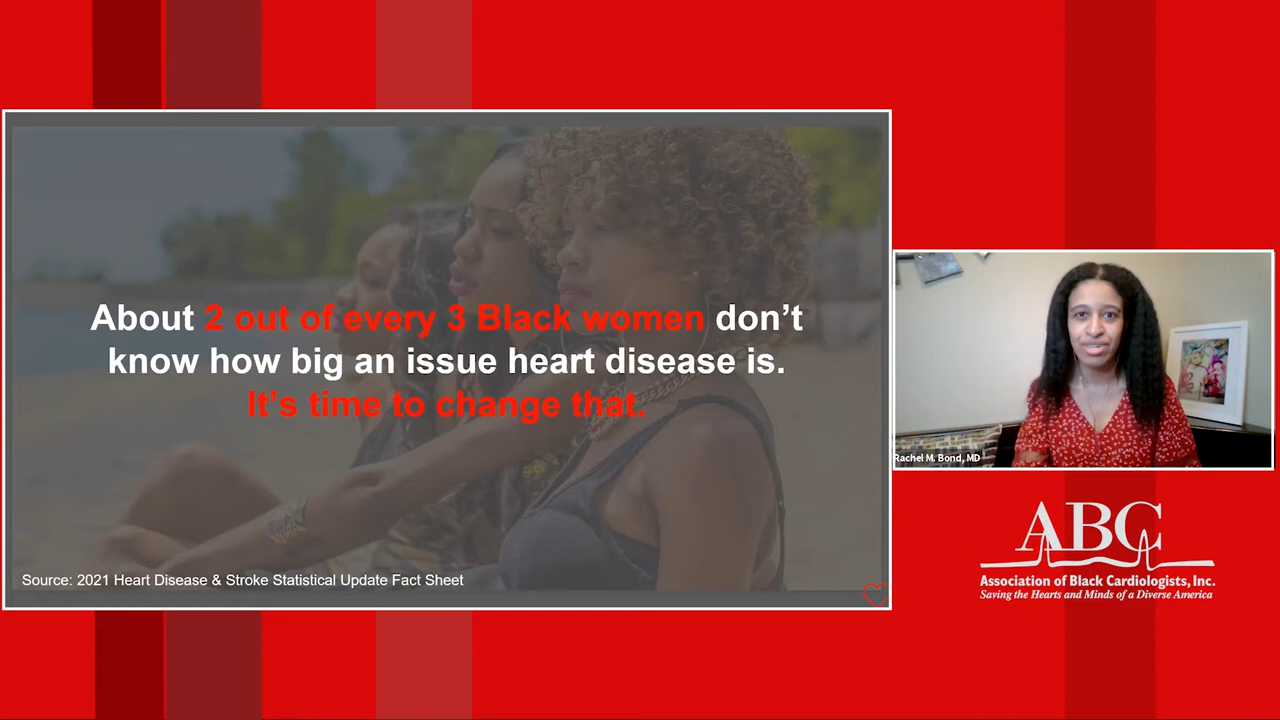 About 2 out of every 3 Black women don’t
know how big an issue heart disease is.
It’s time to change that.
Source: 2021 Heart Disease & Stroke Statistical Update Fact Sheet
Rachel M. Bond, MD
ABC
Association of Black Cardiologists, Inc.
Saving the Hearts and Minds of a Diverse America